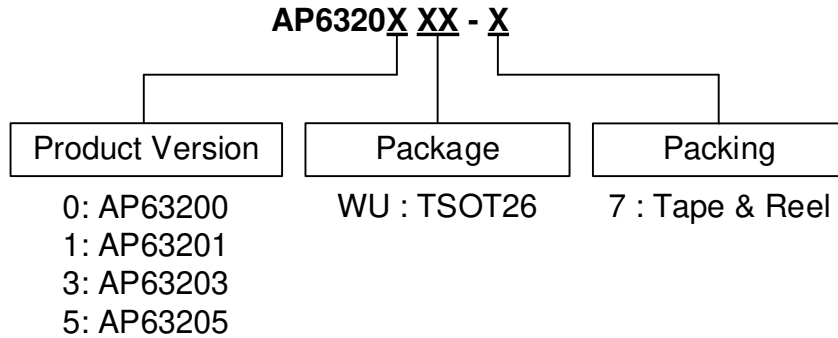 AP6320X XX - X
Product Version
Package
Packing
0: AP63200
1: AP63201
3: AP63203
5: AP63205
WU : TSOT26
7 : Tape & Reel